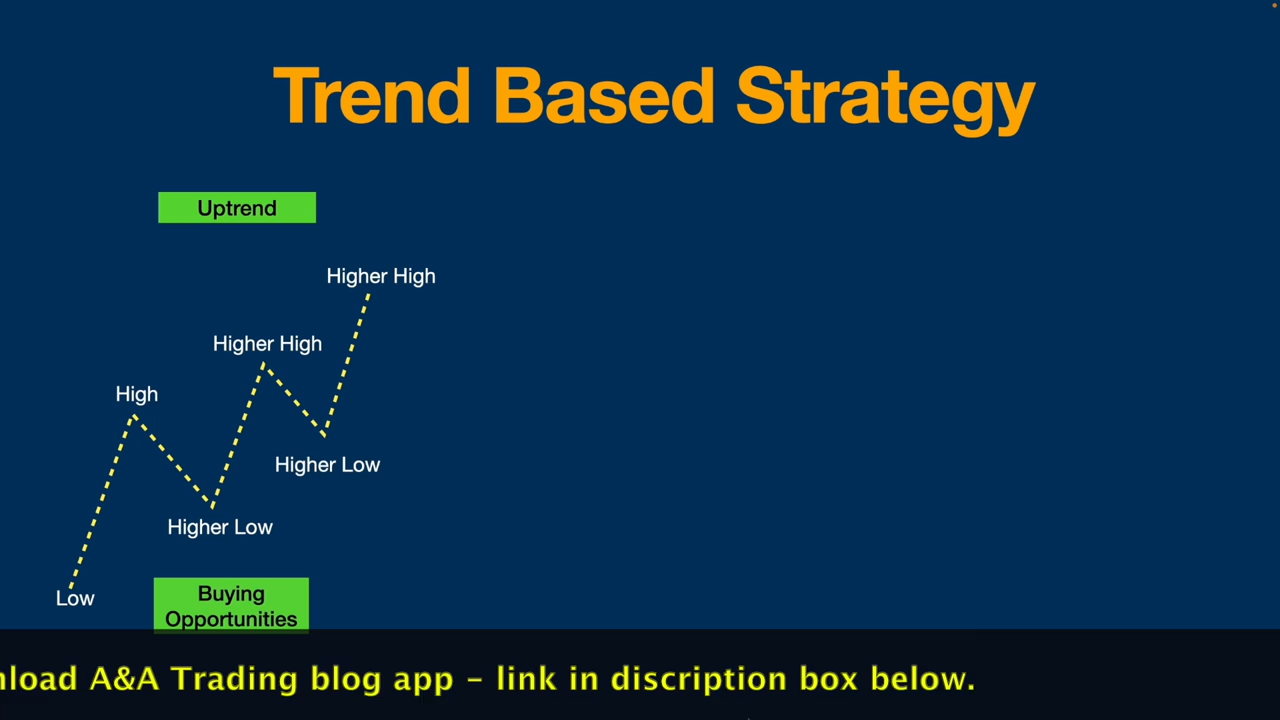 Trend Based Strategy
Uptrend
Higher High
Higher High
High
Higher Low
Higher Low
Low
Buying
Opportunities
A&A Trading blog app - link in discription box below.